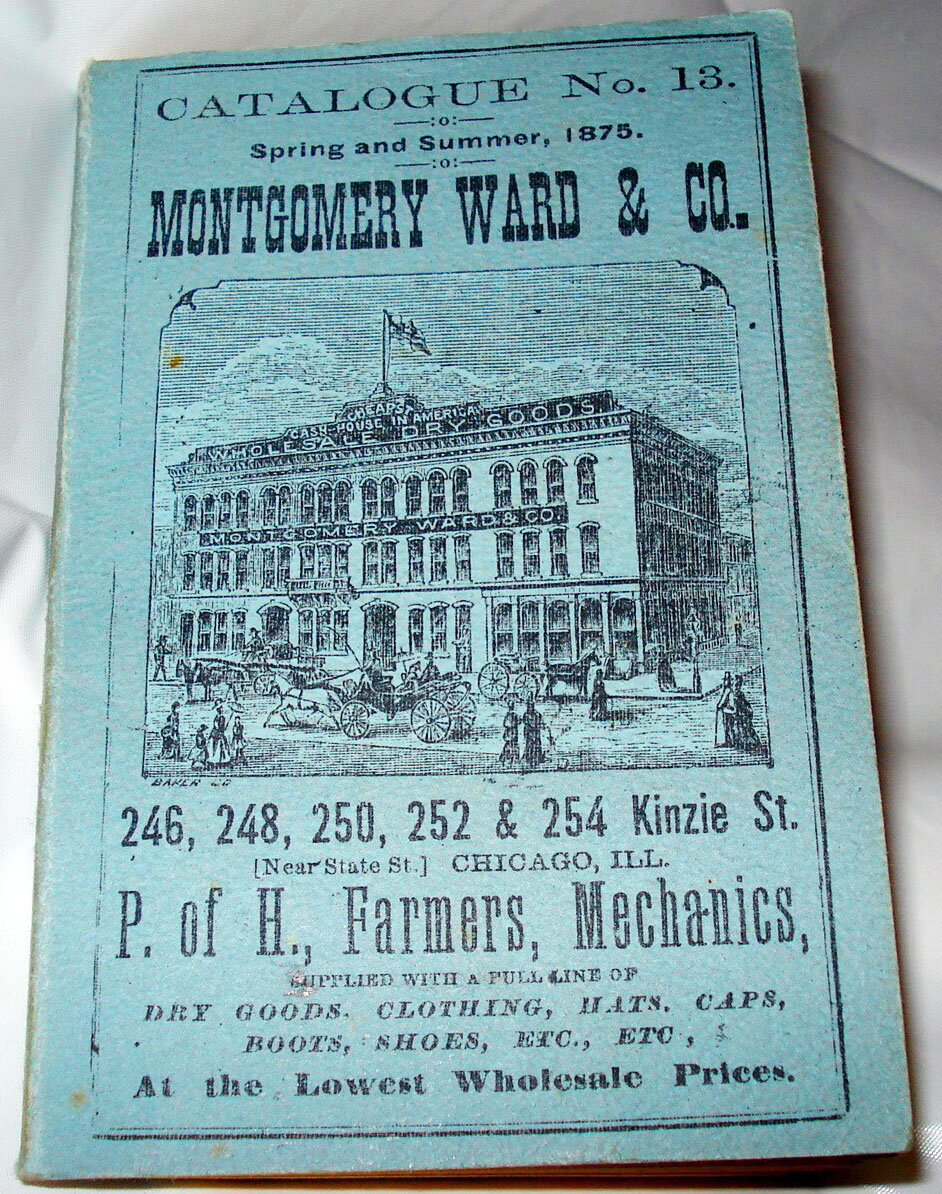 CATALOGUE No. 13.
—:o:—
Spring and Summer, 1875.
—:o:—
MONTGOMERY WARD & CO.
CASH HOUSE IN AMERICA
WHOLESALE DRY GOODS
MONTGOMERY WARD & CO
BAKER CO
246, 248, 250, 252 & 254 Kinzie St.
[Near State St.] CHICAGO, ILL.
P. of H., Farmers, Mechanics,
SUPPLIED WITH A FULL LINE OF
DRY GOODS. CLOTHING, HATS. CAPS,
BOOTS, SHOES, ETC., ETC,
At the Lowest Wholesale Prices.